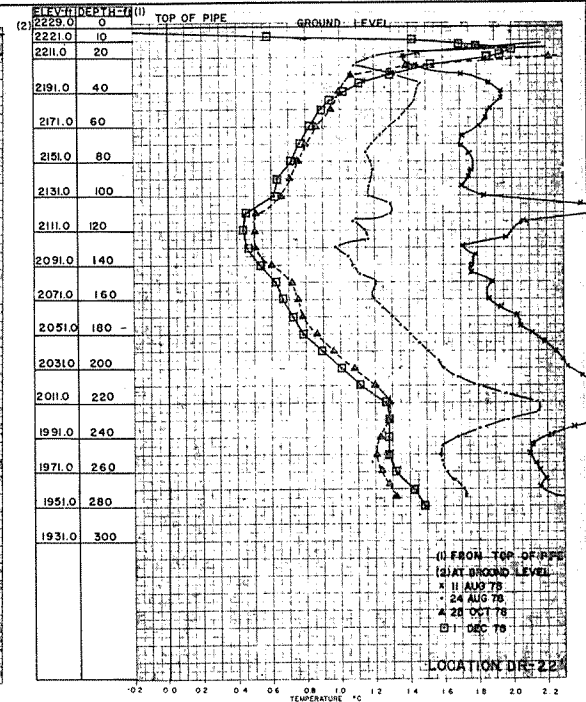 ELEV-ft DEPTH-ft (1)
(2) 2229.0 0 TOP OF PIPE GROUND LEVEL
2221.0 10
2211.0 20
2191.0 40
2171.0 60
2151.0 80
2131.0 100
2111.0 120
2091.0 140
2071.0 160
2051.0 180
2031.0 200
2011.0 220
1991.0 240
1971.0 260
1951.0 280
1931.0 300
(1) FROM TOP OF PIPE
(2) AT GROUND LEVEL
11 AUG 78
24 AUG 78
OCT 78
1 DEC 78
LOCATION DR-22
-0.2 0.0 0.2 0.4 0.6 0.8 1.0 1.2 1.4 1.6 1.8 2.0 2.2
TEMPERATURE °C